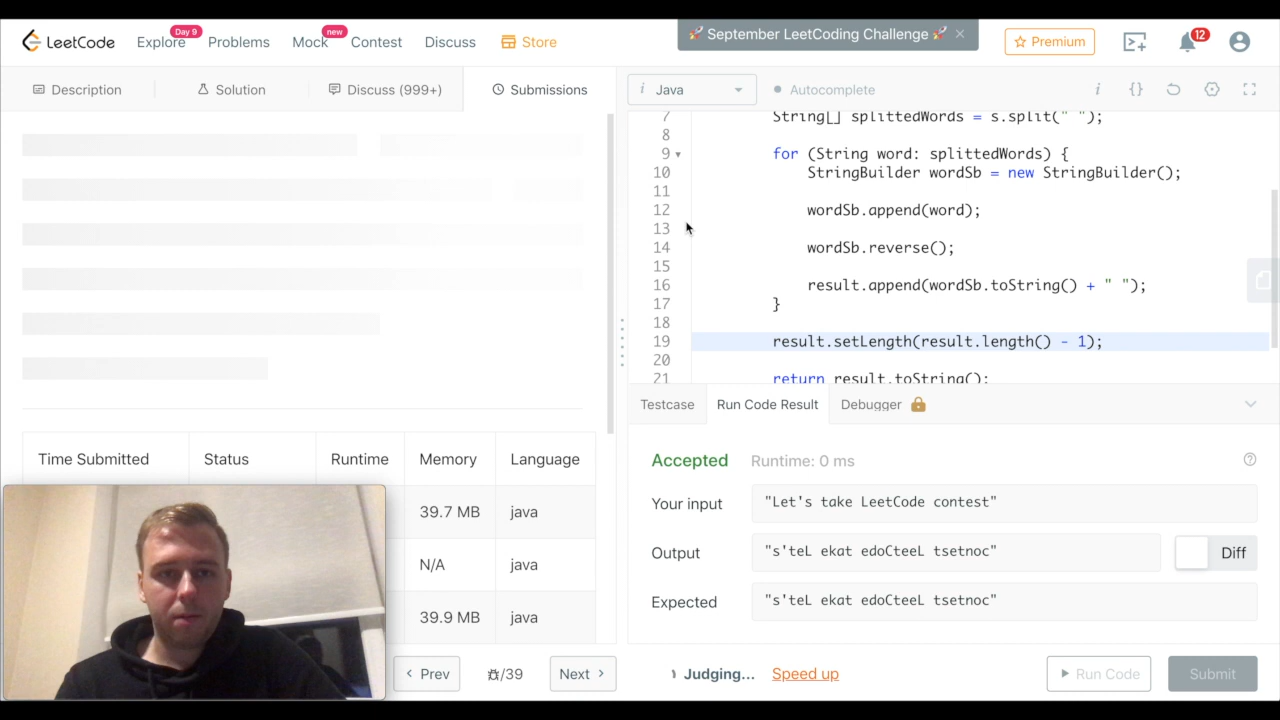 🚀 September LeetCoding Challenge 🚀 ×
LeetCode
Explore
Day 9
Problems
Mock
new
Contest
Discuss
Store
Premium
12
Description
Solution
Discuss (999+)
Submissions
i Java
Autocomplete
i {}
7 String[] splittedWords = s.split(" ");
8
9 for (String word: splittedWords) {
10 StringBuilder wordSb = new StringBuilder();
11
12 wordSb.append(word);
13
14 wordSb.reverse();
15
16 result.append(wordSb.toString() + " ");
17 }
18
19 result.setLength(result.length() - 1);
20
21 return result.toString();
Testcase
Run Code Result
Debugger
Accepted Runtime: 0 ms
Your input "Let's take LeetCode contest"
Output "s'teL ekat edoCteeL tsetnoc"
Diff
Expected "s'teL ekat edoCteeL tsetnoc"
Time Submitted Status Runtime Memory Language
39.7 MB java
N/A java
39.9 MB java
Prev
/39
Next
Judging...
Speed up
Run Code
Submit